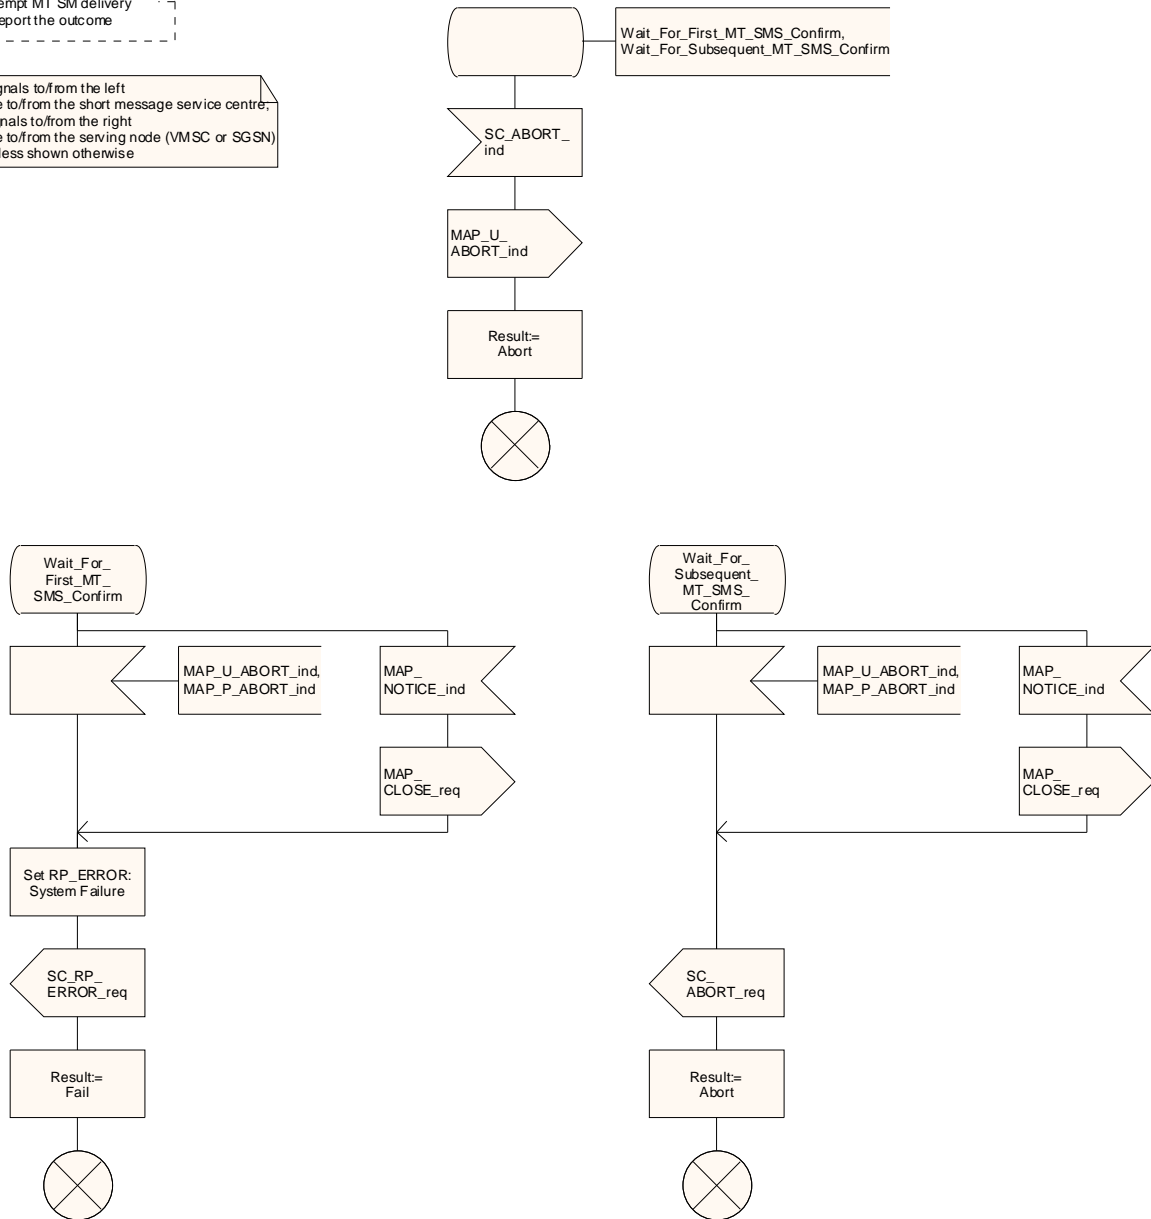 empt MT SM delivery
eport the outcome
Wait_For_First_MT_SMS_Confirm,
Wait_For_Subsequent_MT_SMS_Confirm
gnals to/from the left
e to/from the short message service centre;
gnals to/from the right
e to/from the serving node (VMSC or SGSN)
less shown otherwise
SC_ABORT_
ind
MAP_U_
ABORT_ind
Result:=
Abort
Wait_For_
First_MT_
SMS_Confirm
MAP_U_ABORT_ind,
MAP_P_ABORT_ind
MAP_
NOTICE_ind
MAP_
CLOSE_req
Set RP_ERROR:
System Failure
SC_RP_
ERROR_req
Result:=
Fail
Wait_For_
Subsequent_
MT_SMS_
Confirm
MAP_U_ABORT_ind,
MAP_P_ABORT_ind
MAP_
NOTICE_ind
MAP_
CLOSE_req
SC_
ABORT_req
Result:=
Abort